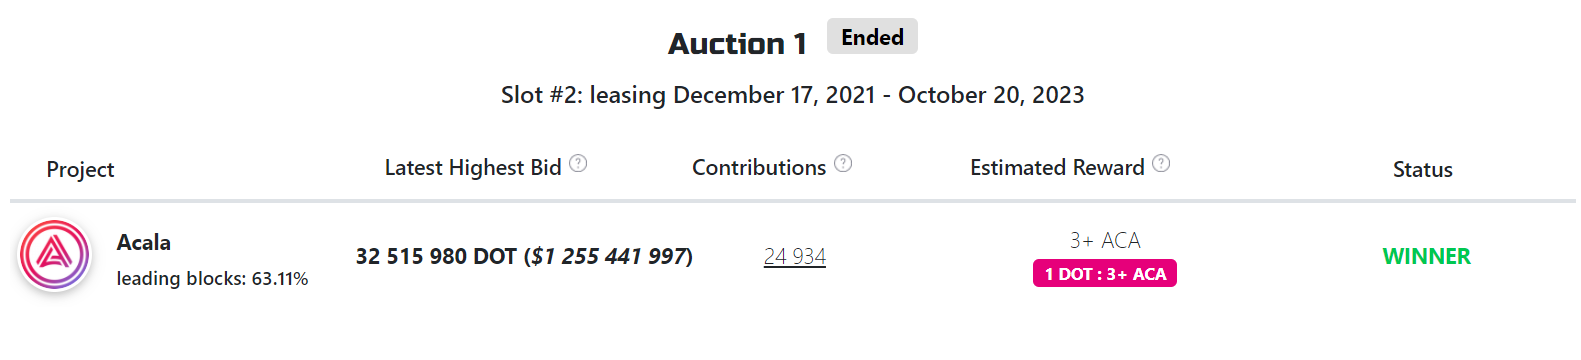 Auction 1 Ended
Slot #2: leasing December 17, 2021 - October 20, 2023
Project Latest Highest Bid ? Contributions ? Estimated Reward ? Status
Acala
leading blocks: 63.11%
32 515 980 DOT ($1 255 441 997)
24 934
3+ ACA
1 DOT : 3+ ACA
WINNER